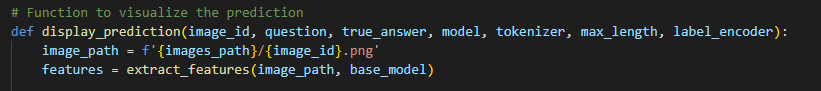 # Function to visualize the prediction
def display_prediction(image_id, question, true_answer, model, tokenizer, max_length, label_encoder):
    image_path = f'{images_path}/{image_id}.png'
    features = extract_features(image_path, base_model)